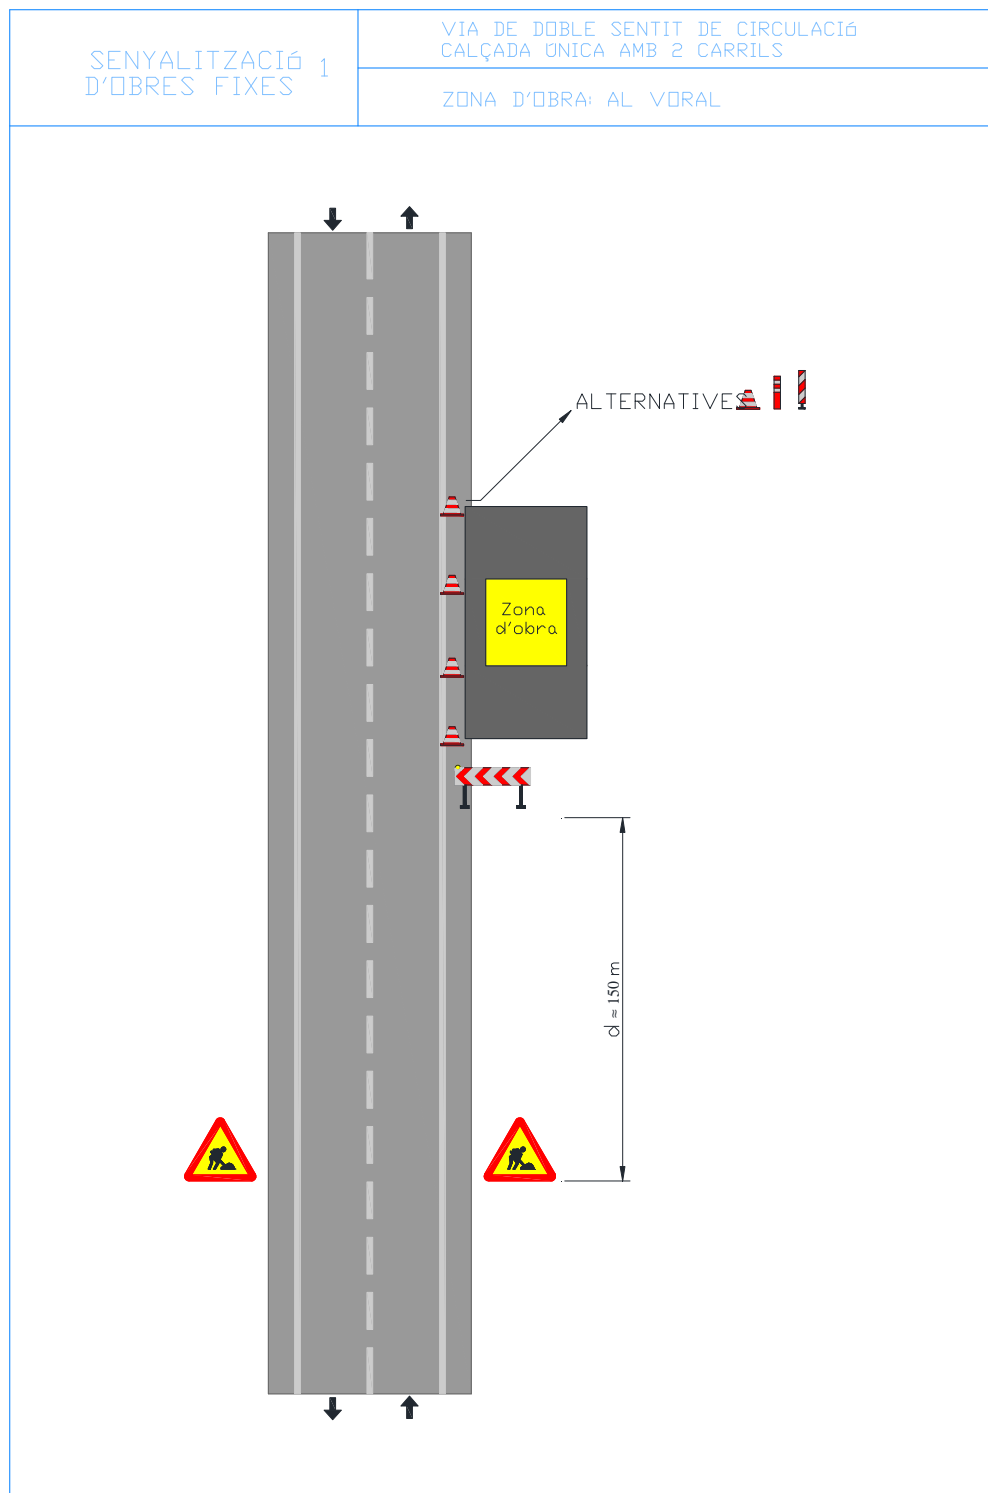 SENYALITZACIó 1
D'OBRES FIXES
VIA DE DOBLE SENTIT DE CIRCULACIó
CALÇADA ÚNICA AMB 2 CARRILS
ZONA D'OBRA: AL VORAL
ALTERNATIVES
Zona
d'obra
d ≈ 150 m